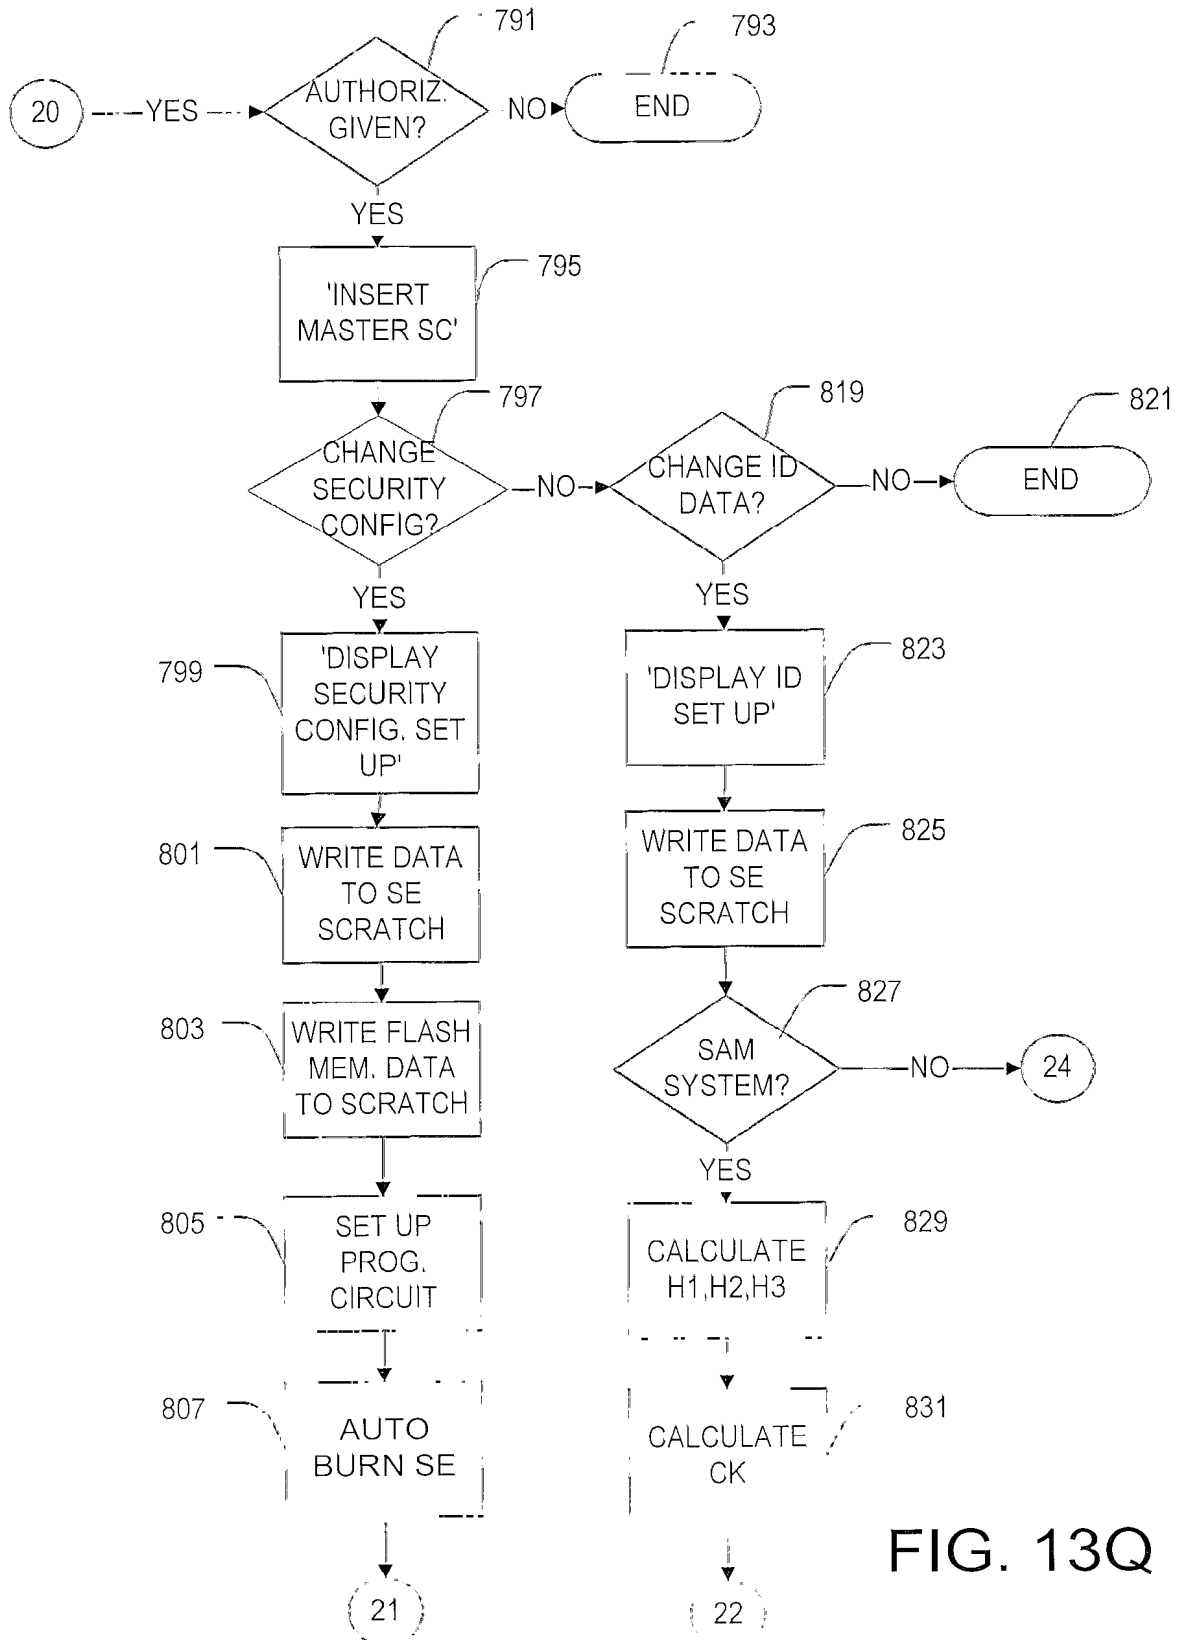 791
793
20
YES
AUTHORIZ.
GIVEN?
NO
END
YES
795
'INSERT
MASTER SC'
797
819
821
CHANGE
SECURITY
CONFIG?
NO
CHANGE ID
DATA?
NO
END
YES
YES
799
'DISPLAY
SECURITY
CONFIG. SET
UP'
823
'DISPLAY ID
SET UP'
801
WRITE DATA
TO SE
SCRATCH
825
WRITE DATA
TO SE
SCRATCH
803
WRITE FLASH
MEM. DATA
TO SCRATCH
827
SAM
SYSTEM?
NO
24
YES
805
SET UP
PROG.
CIRCUIT
829
CALCULATE
H1,H2,H3
807
AUTO
BURN SE
831
CALCULATE
CK
21
22
FIG. 13Q